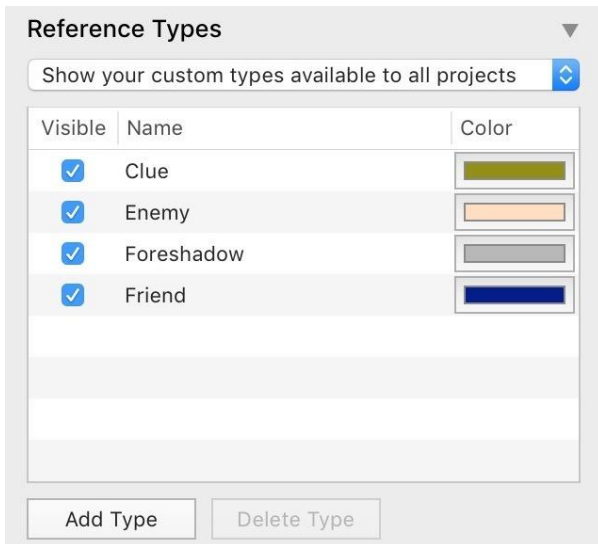 Reference Types
Show your custom types available to all projects
Visible Name Color
Clue
Enemy
Foreshadow
Friend
Add Type Delete Type